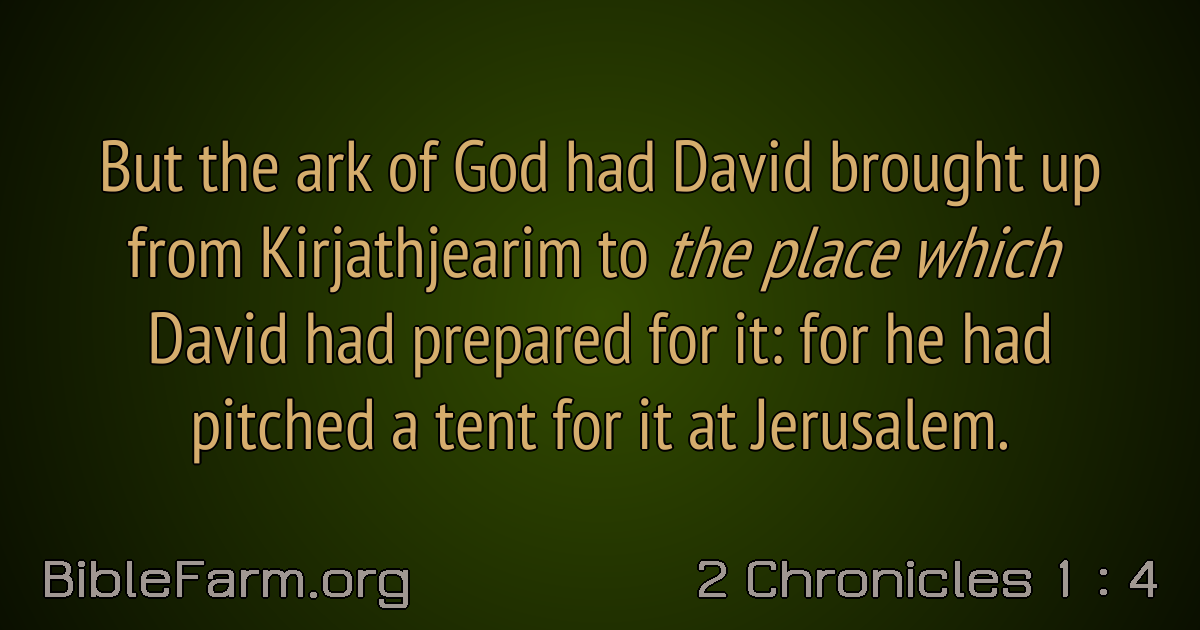 But the ark of God had David brought up
from Kirjathjearim to the place which
David had prepared for it: for he had
pitched a tent for it at Jerusalem.
BibleFarm.org
2 Chronicles 1 : 4